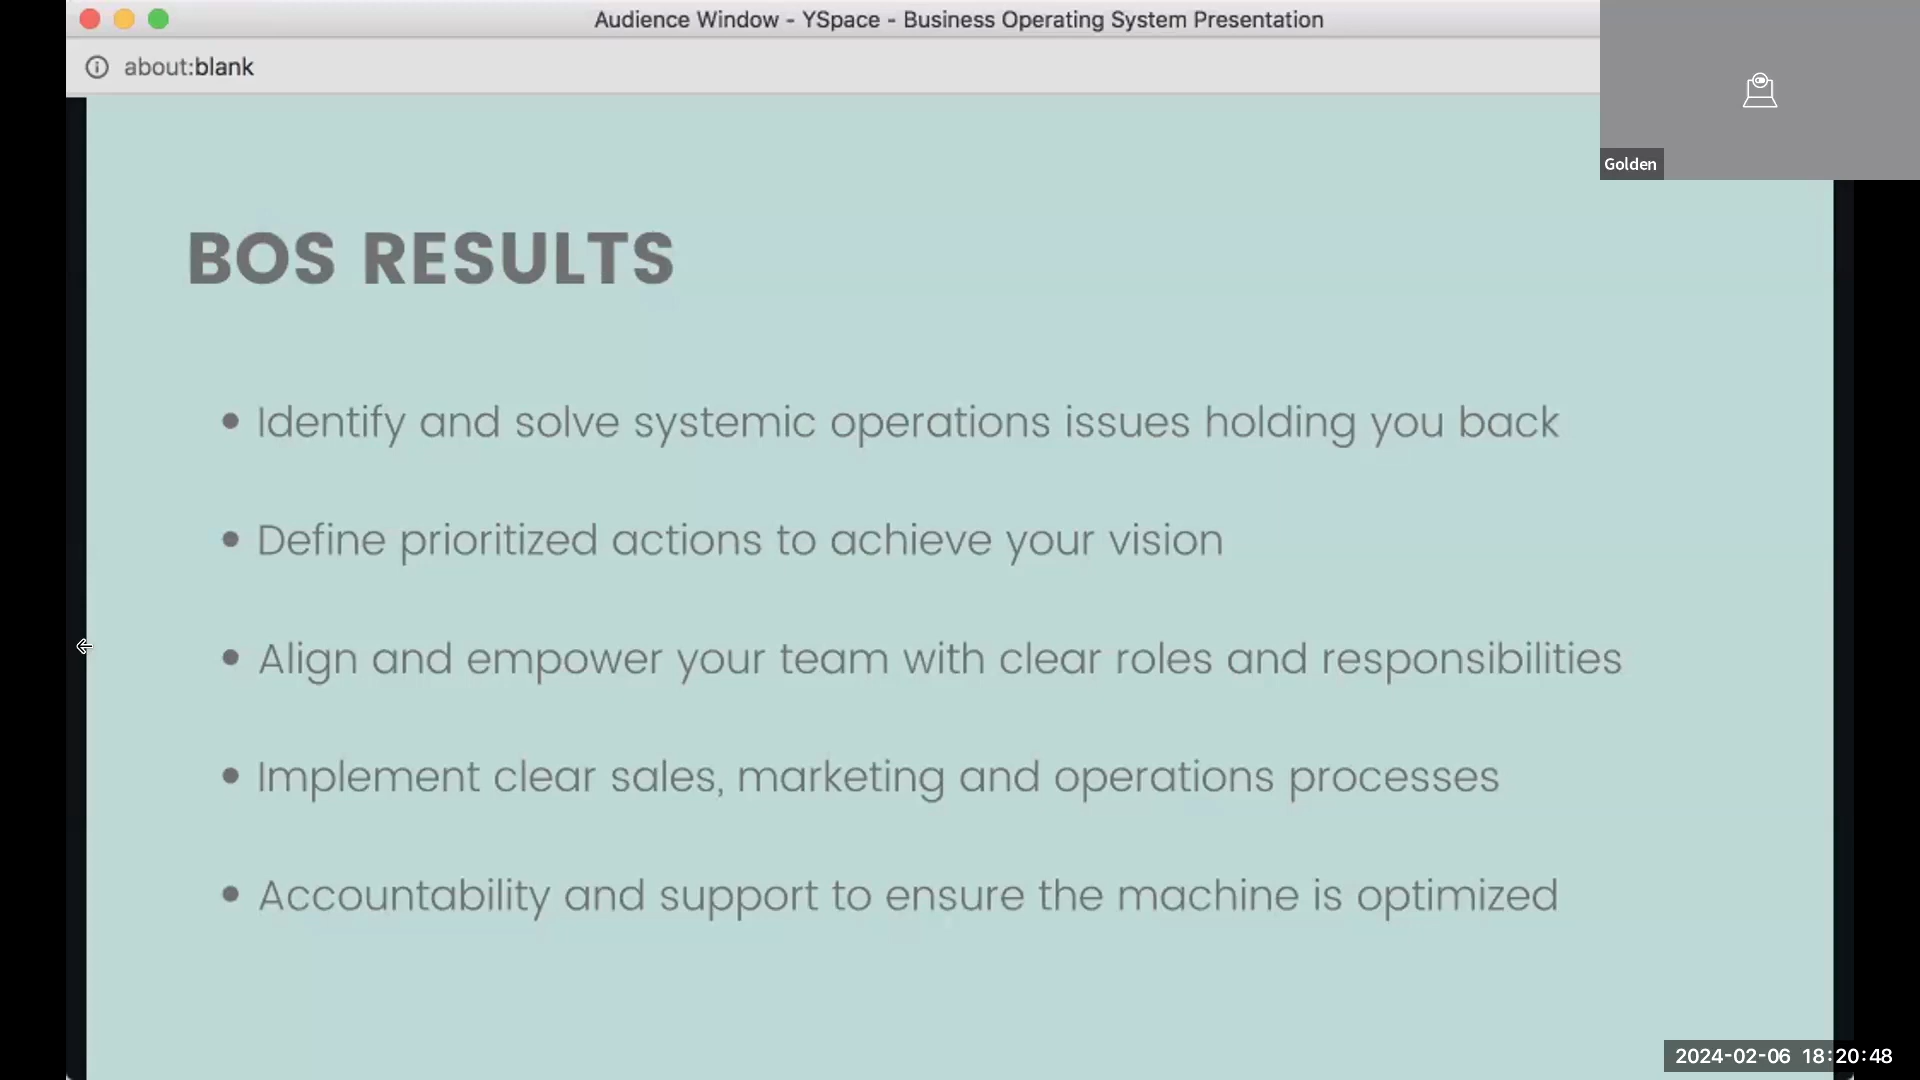 Audience Window - YSpace - Business Operating System Presentation
about:blank
Golden
BOS RESULTS
• Identify and solve systemic operations issues holding you back
• Define prioritized actions to achieve your vision
• Align and empower your team with clear roles and responsibilities
• Implement clear sales, marketing and operations processes
• Accountability and support to ensure the machine is optimized
2024-02-06 18:20:48